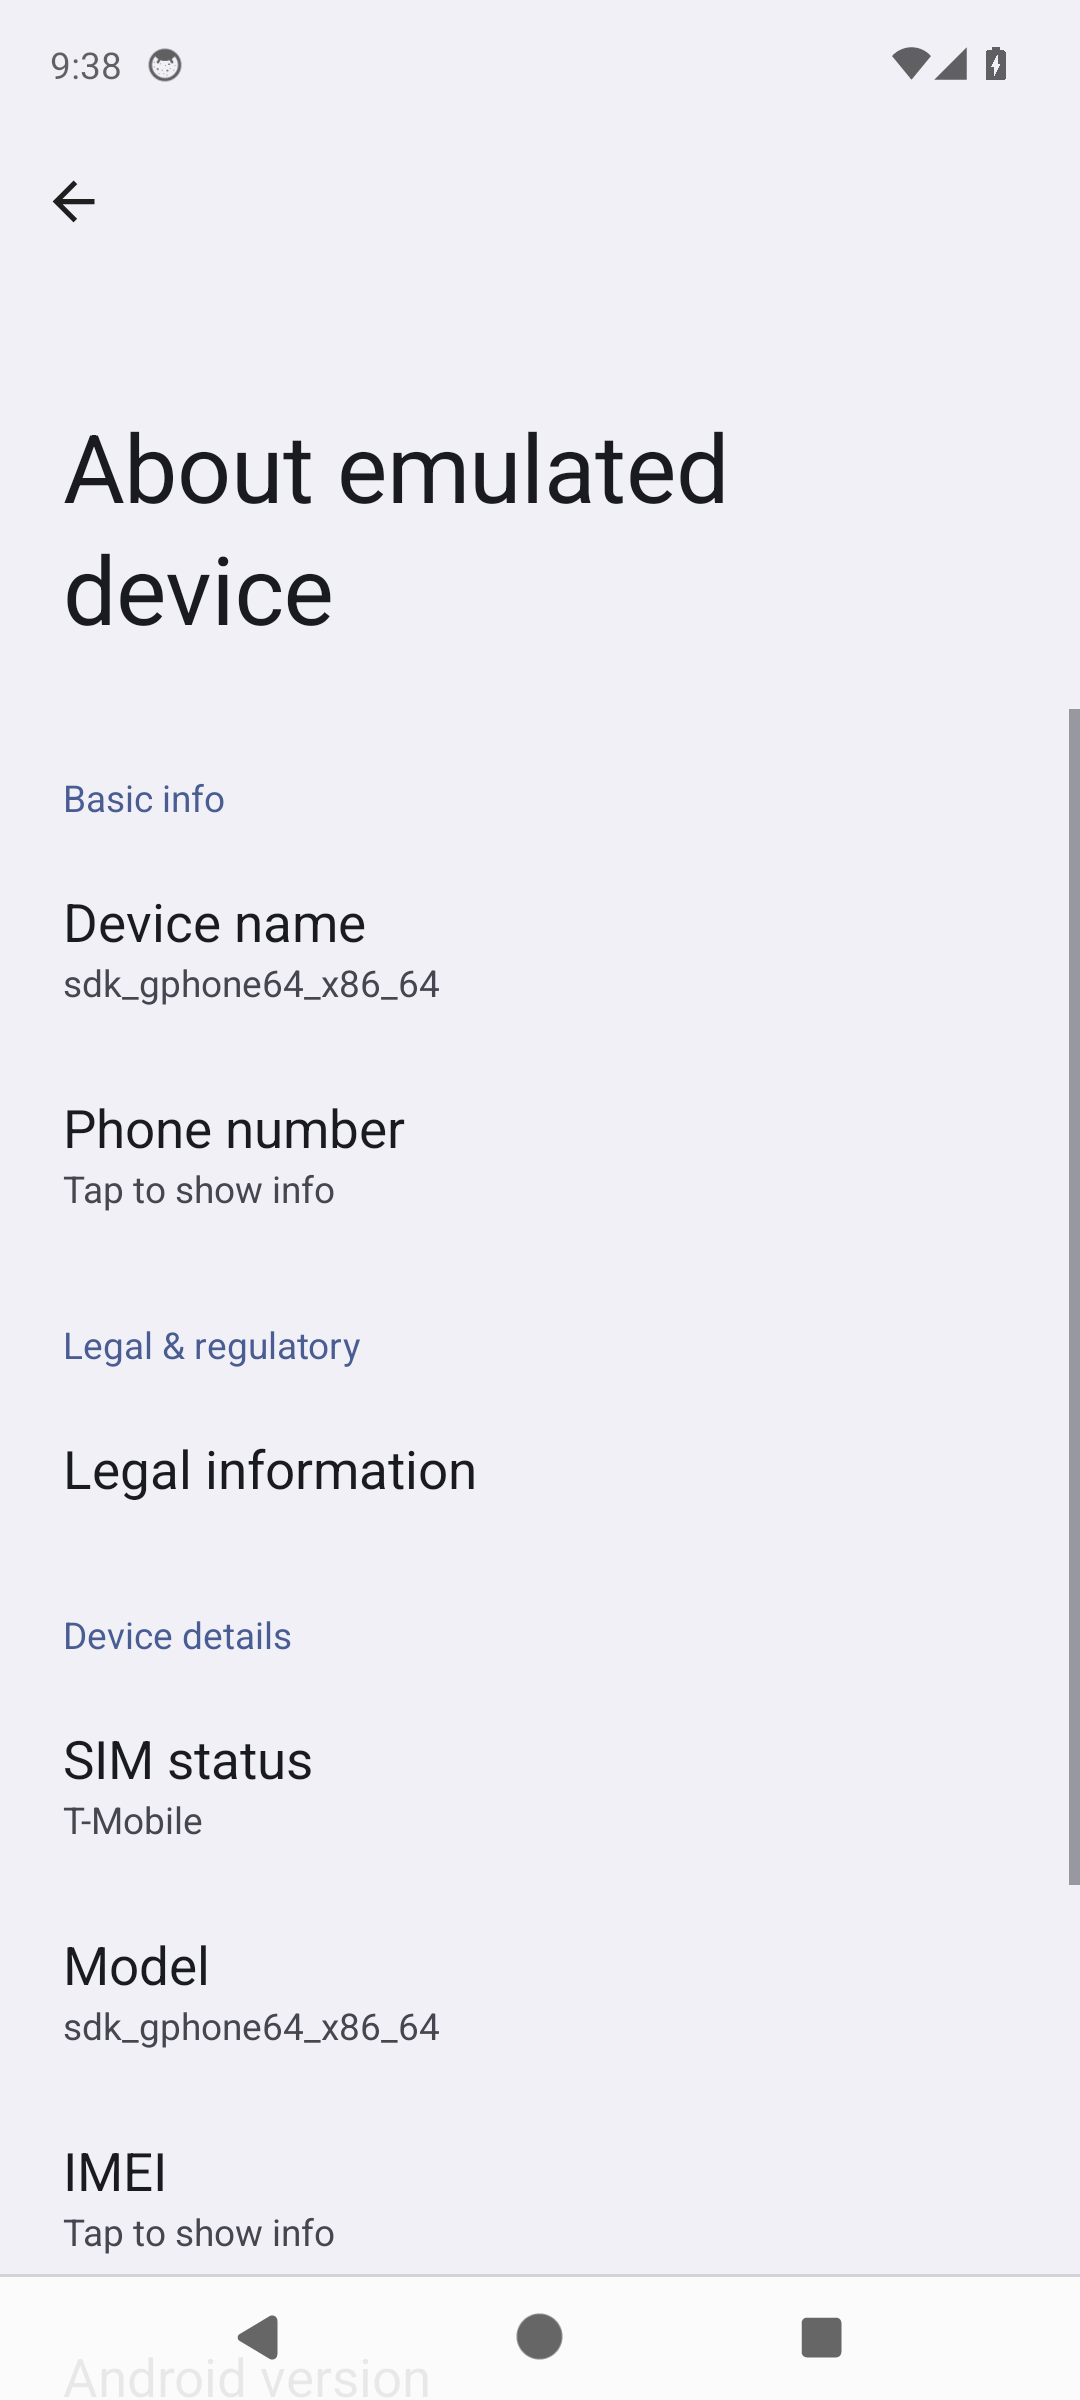 9:38
About emulated
device
Basic info
Device name
sdk_gphone64_x86_64
Phone number
Tap to show info
Legal & regulatory
Legal information
Device details
SIM status
T-Mobile
Model
sdk_gphone64_x86_64
IMEI
Tap to show info
Android version